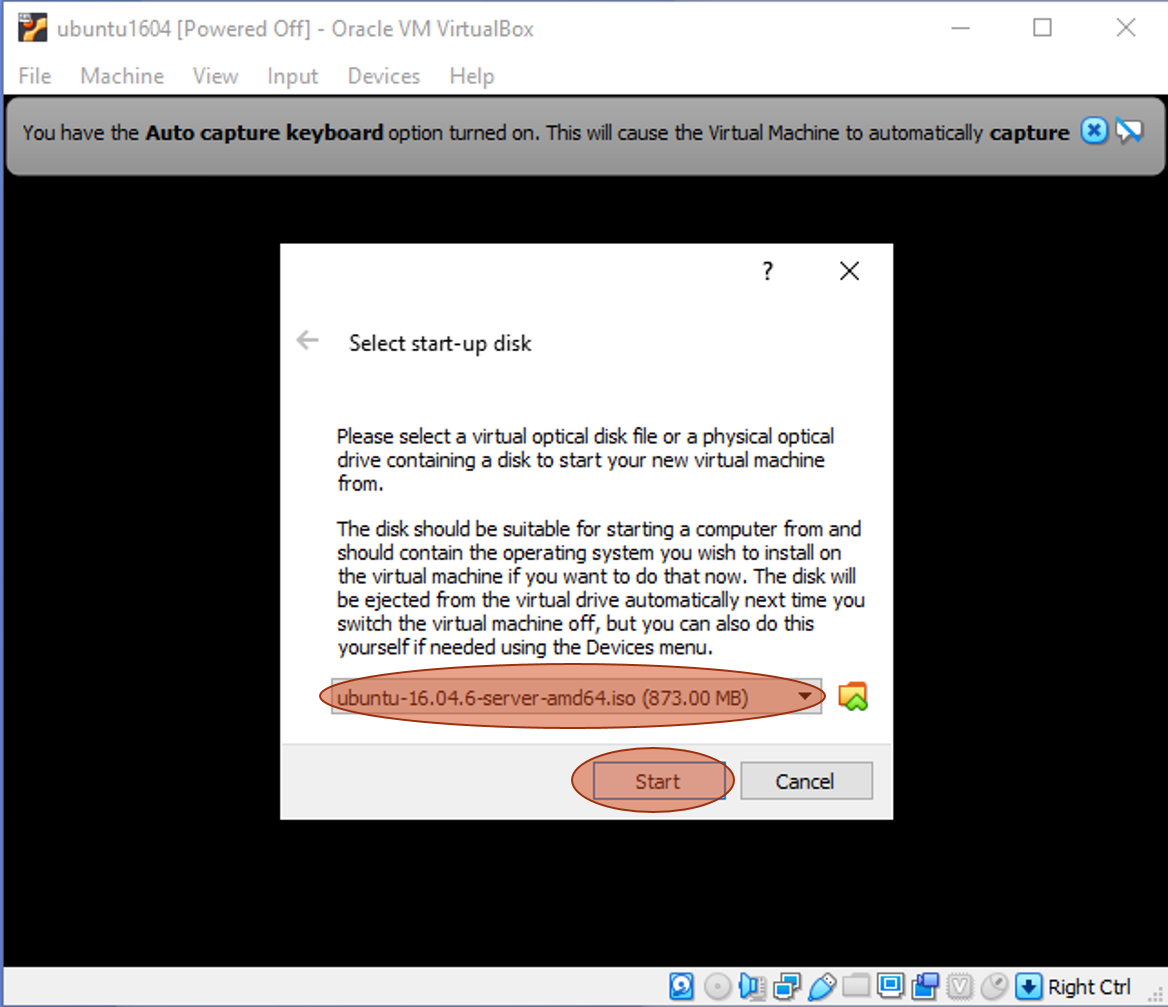 ubuntu1604 [Powered Off] - Oracle VM VirtualBox
File Machine View Input Devices Help
You have the Auto capture keyboard option turned on. This will cause the Virtual Machine to automatically capture
?
Select start-up disk
Please select a virtual optical disk file or a physical optical
drive containing a disk to start your new virtual machine
from.
The disk should be suitable for starting a computer from and
should contain the operating system you wish to install on
the virtual machine if you want to do that now. The disk will
be ejected from the virtual drive automatically next time you
switch the virtual machine off, but you can also do this
yourself if needed using the Devices menu.
ubuntu-16.04.6-server-amd64.iso (873.00 MB)
Start Cancel
Right Ctrl